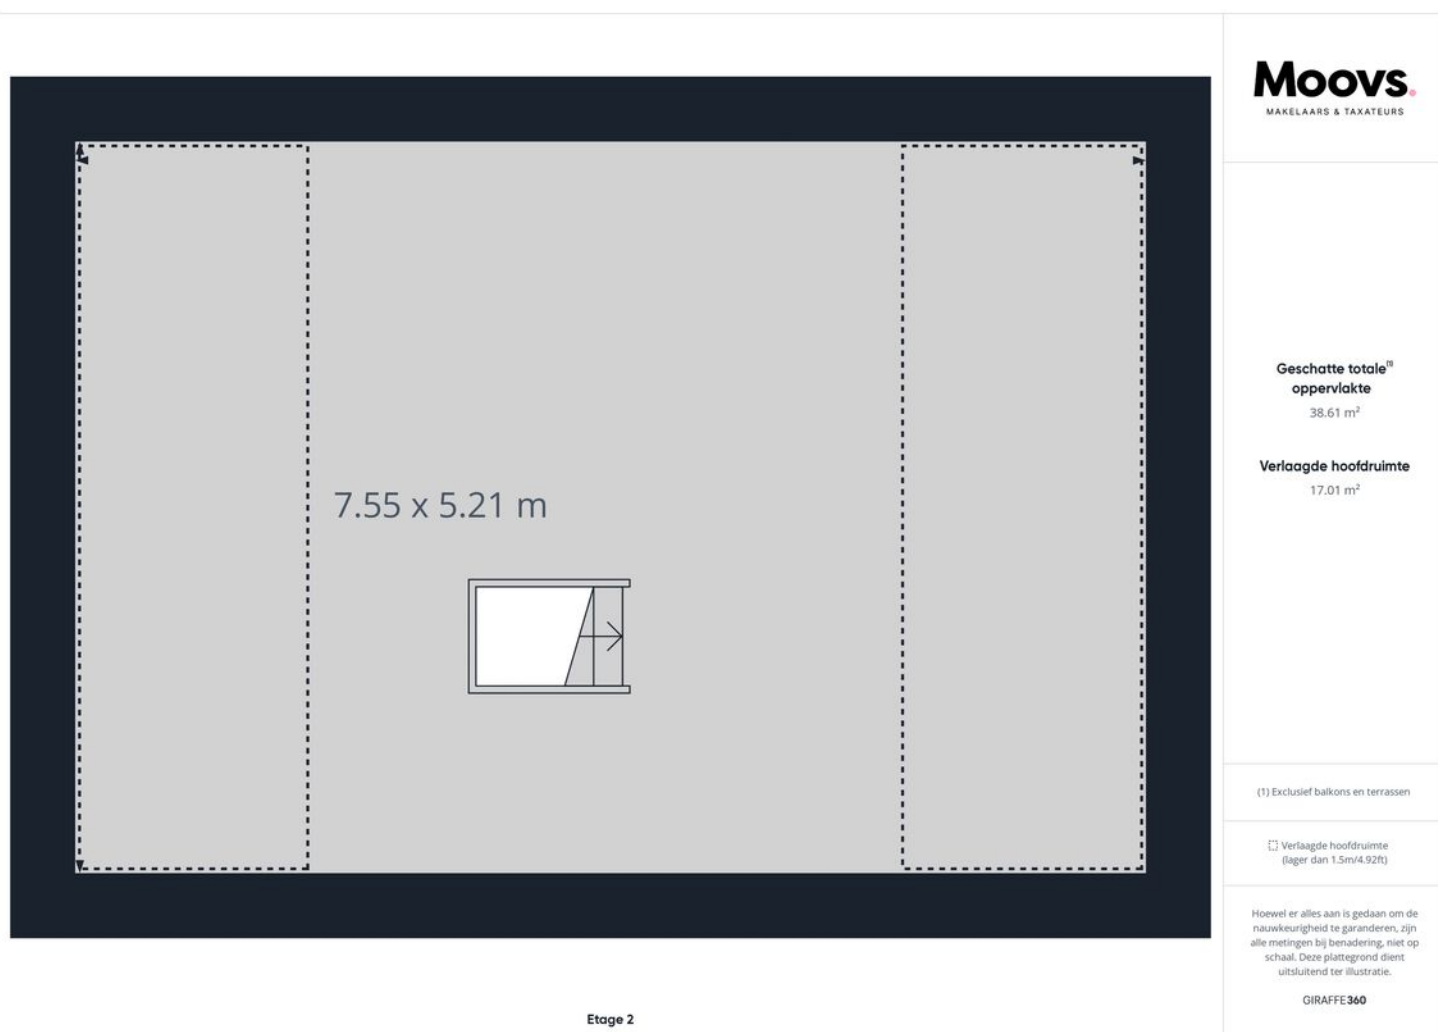 Moovs.
MAKELAARS & TAXATEURS
7.55 x 5.21 m
Geschatte totale(1)
oppervlakte
38.61 m²
Verlaagde hoofdruimte
17.01 m²
(1) Exclusief balkons en terrassen
Verlaagde hoofdruimte
(lager dan 1.5m/4.92ft)
Hoewel er alles aan is gedaan om de
nauwkeurigheid te garanderen, zijn
alle metingen bij benadering, niet op
schaal. Deze plattegrond dient
uitsluitend ter illustratie.
GIRAFFE360
Etage 2